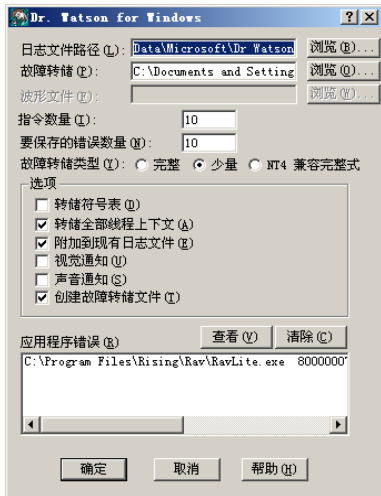 Dr. Watson for Windows
日志文件路径(L): Data\Microsoft\Dr Watson 浏览(B)...
故障转储(P): C:\Documents and Setting 浏览(O)...
波形文件(F): 浏览(W)...
指令数量(I): 10
要保存的错误数量(N): 10
故障转储类型(Y): 完整 少量 NT4 兼容完整式
选项
转储符号表(D)
转储全部线程上下文(A)
附加到现有日志文件(E)
视觉通知(U)
声音通知(S)
创建故障转储文件(T)
应用程序错误(R) 查看(V) 清除(C)
C:\Program Files\Rising\Rav\RavLite.exe 8000000
确定 取消 帮助(H)